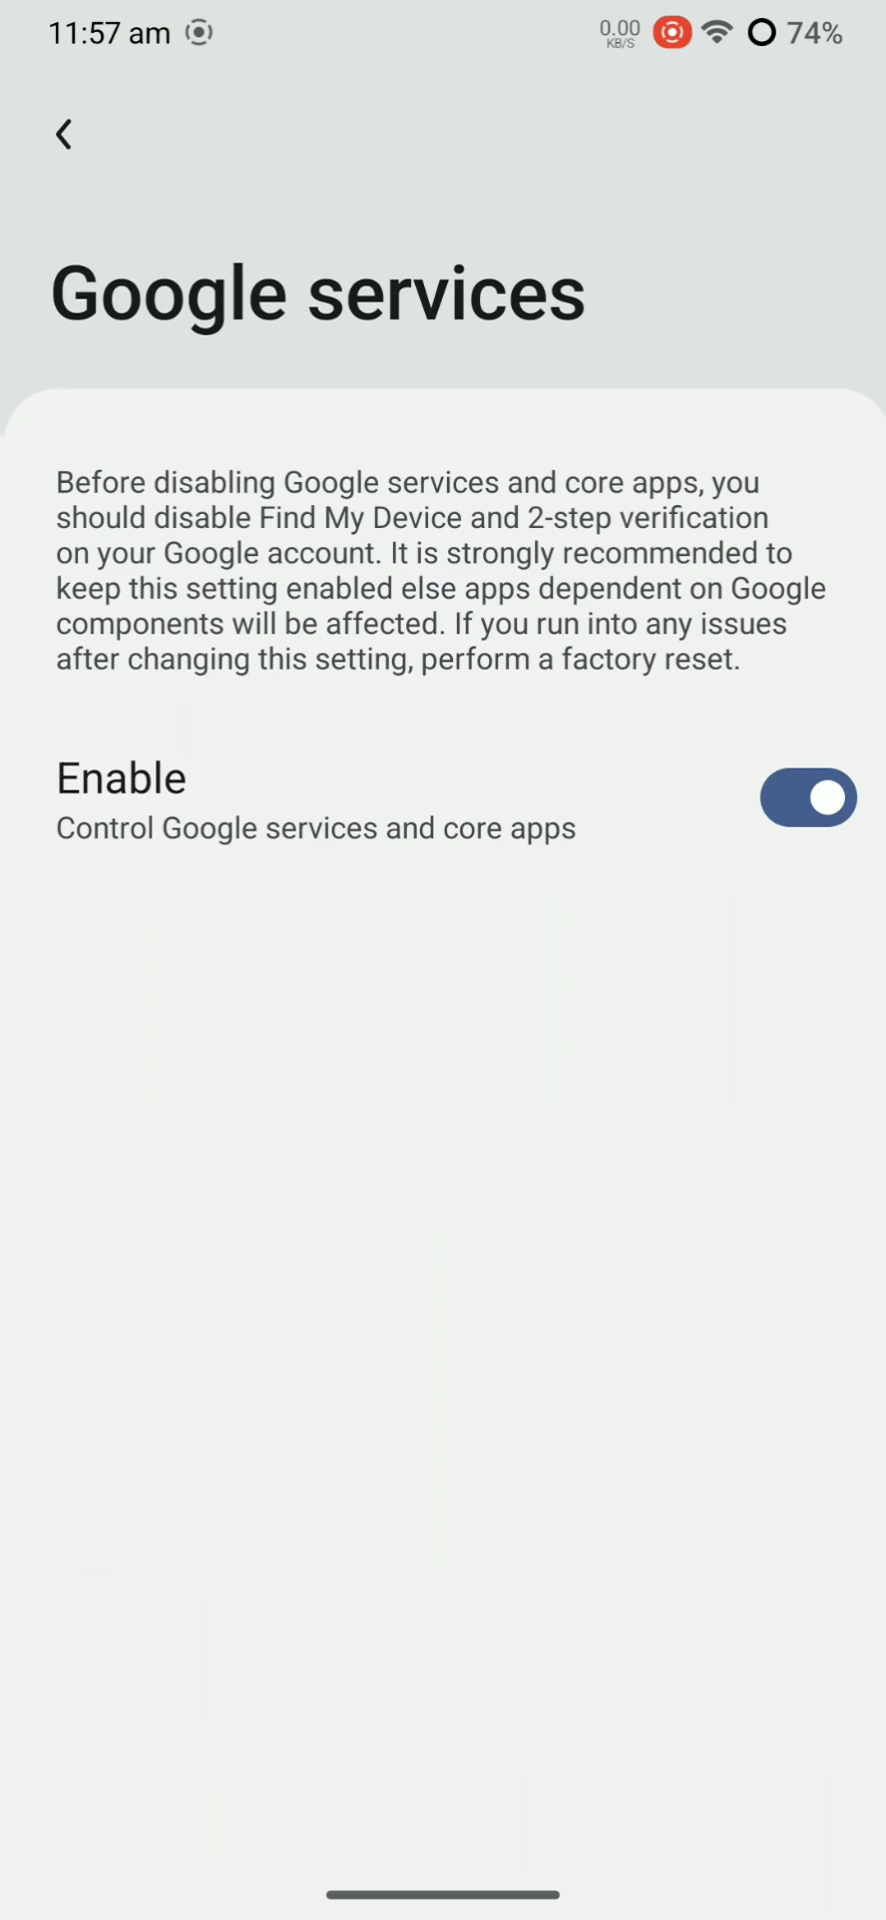 11:57 am
0.00
KB/S
74%
Google services
Before disabling Google services and core apps, you
should disable Find My Device and 2-step verification
on your Google account. It is strongly recommended to
keep this setting enabled else apps dependent on Google
components will be affected. If you run into any issues
after changing this setting, perform a factory reset.
Enable
Control Google services and core apps